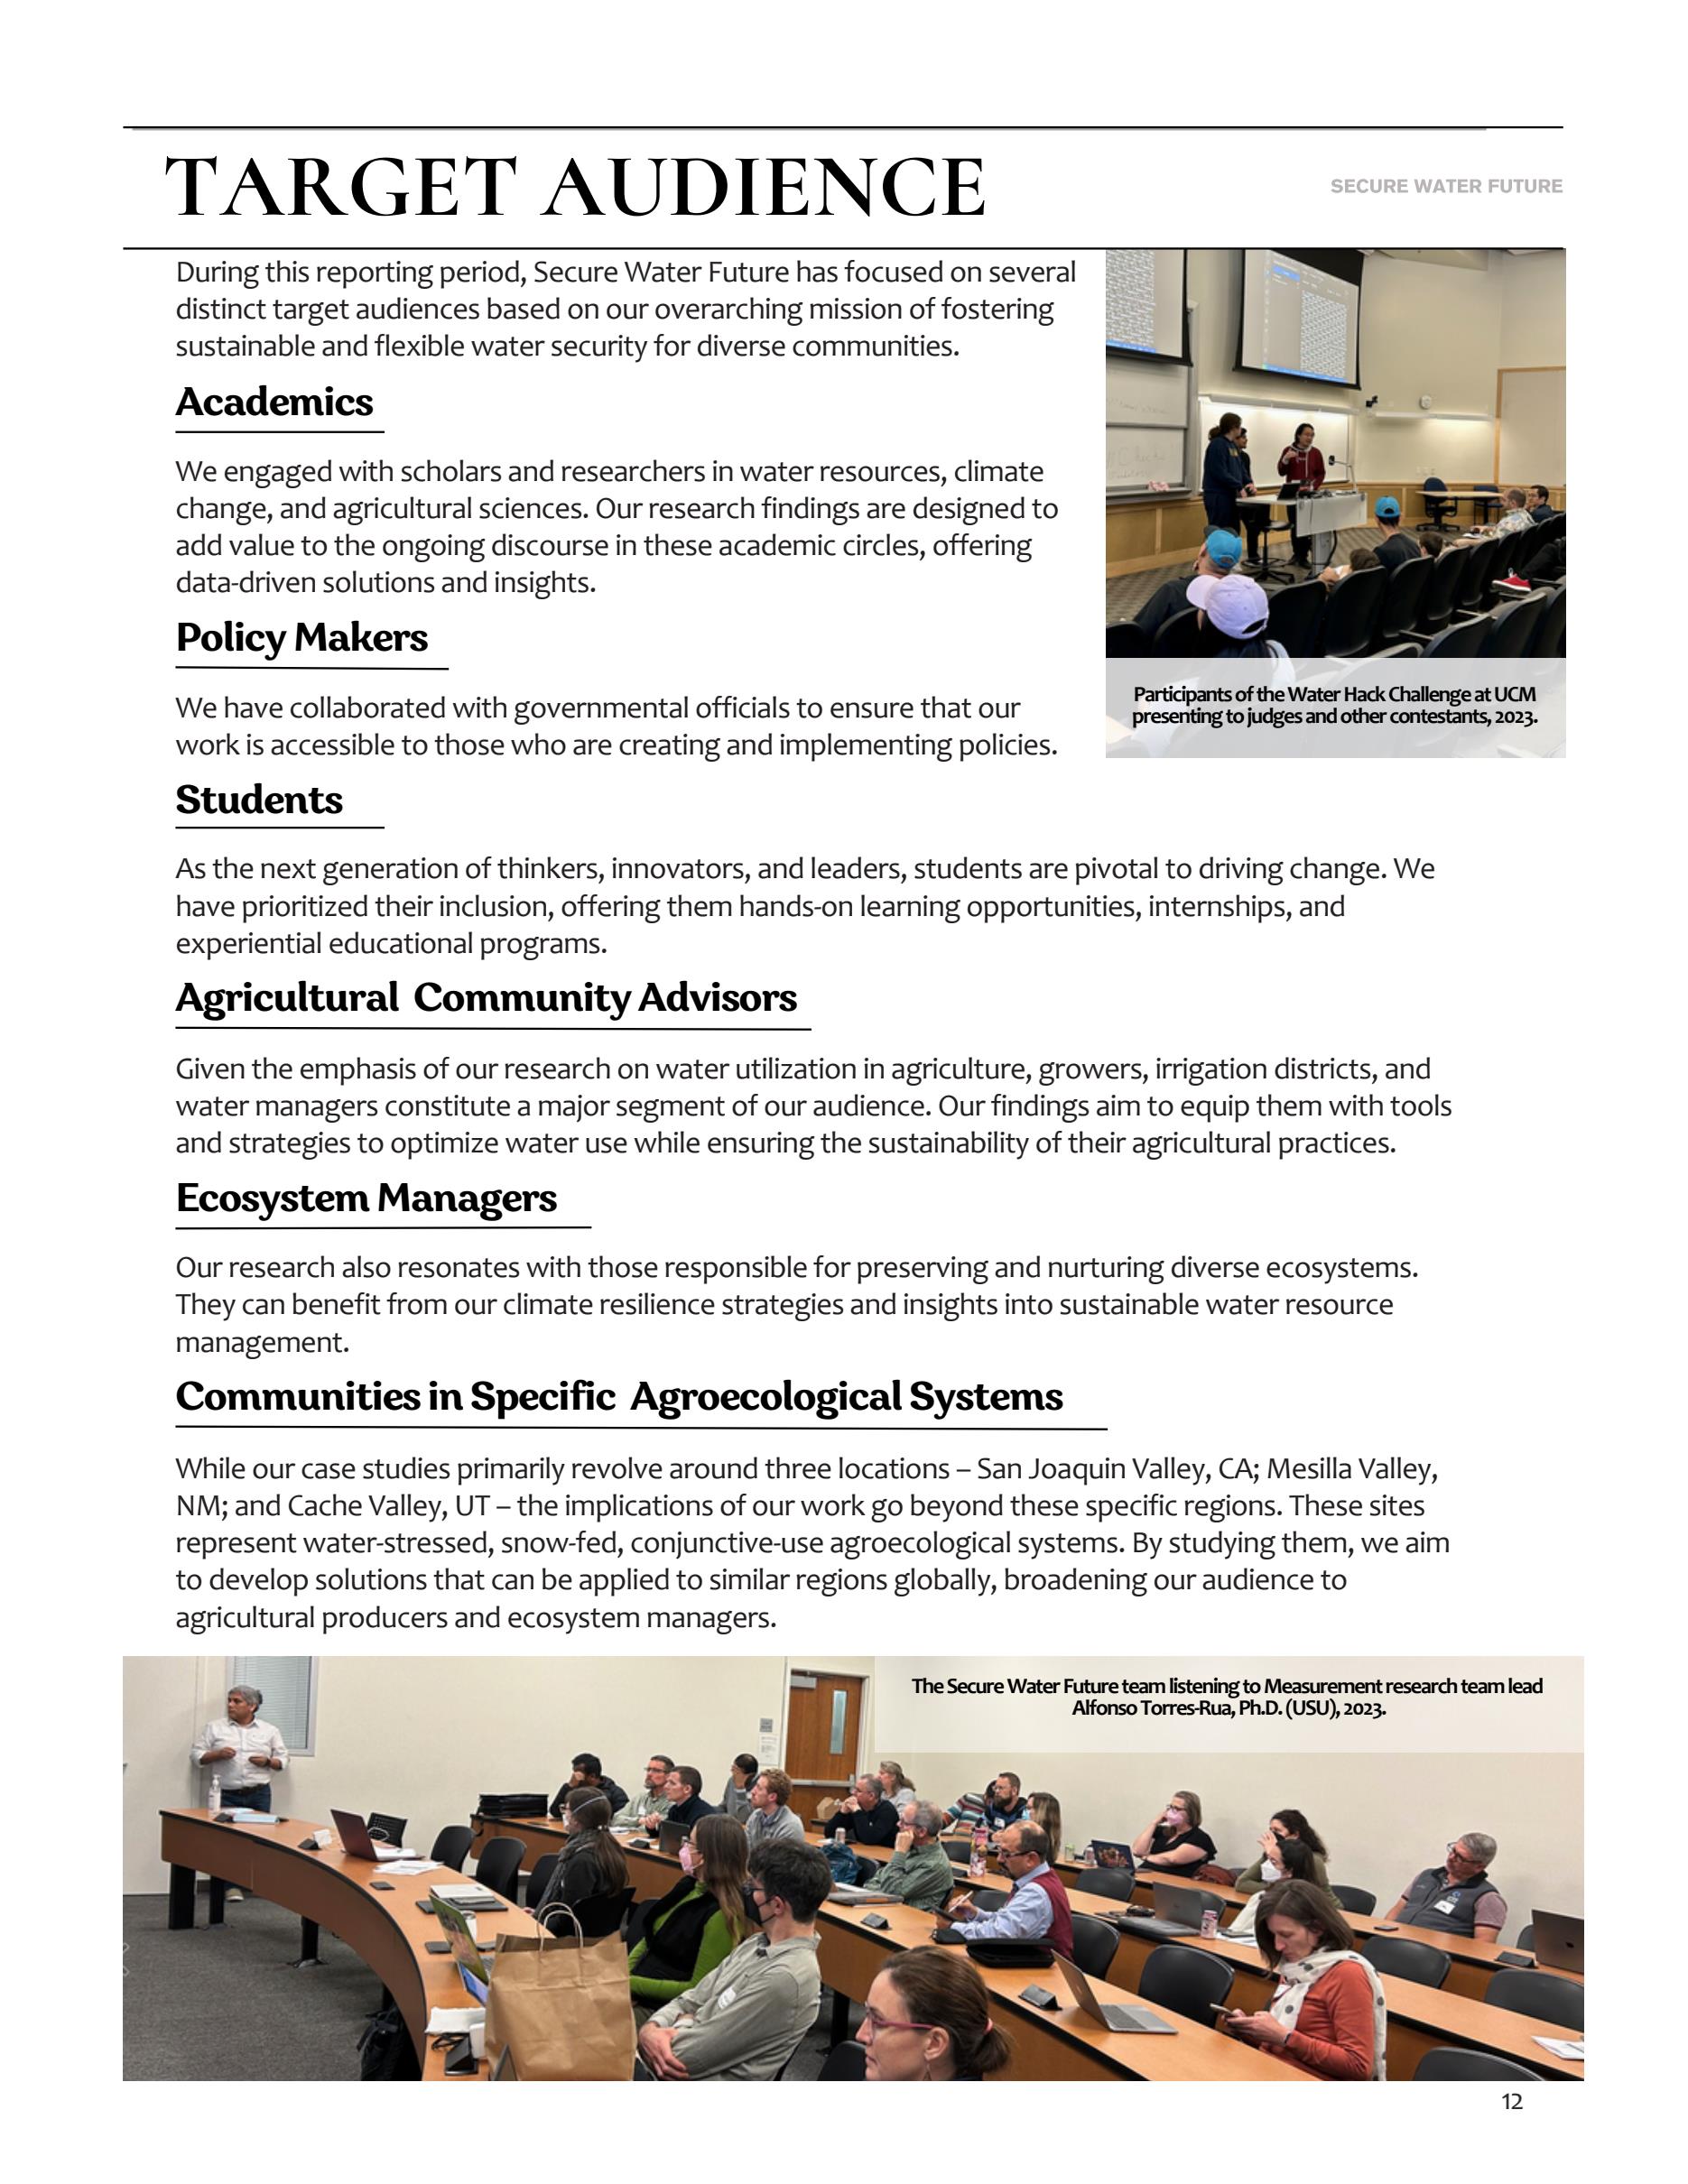 TARGET AUDIENCE
SECURE WATER FUTURE
During this reporting period, Secure Water Future has focused on several
distinct target audiences based on our overarching mission of fostering
sustainable and flexible water security for diverse communities.
Academics
We engaged with scholars and researchers in water resources, climate
change, and agricultural sciences. Our research findings are designed to
add value to the ongoing discourse in these academic circles, offering
data-driven solutions and insights.
Policy Makers
We have collaborated with governmental officials to ensure that our
work is accessible to those who are creating and implementing policies.
Participants of the Water Hack Challenge at UCM
presenting to judges and other contestants, 2023.
Students
As the next generation of thinkers, innovators, and leaders, students are pivotal to driving change. We
have prioritized their inclusion, offering them hands-on learning opportunities, internships, and
experiential educational programs.
Agricultural Community Advisors
Given the emphasis of our research on water utilization in agriculture, growers, irrigation districts, and
water managers constitute a major segment of our audience. Our findings aim to equip them with tools
and strategies to optimize water use while ensuring the sustainability of their agricultural practices.
Ecosystem Managers
Our research also resonates with those responsible for preserving and nurturing diverse ecosystems.
They can benefit from our climate resilience strategies and insights into sustainable water resource
management.
Communities in Specific Agroecological Systems
While our case studies primarily revolve around three locations – San Joaquin Valley, CA; Mesilla Valley,
NM; and Cache Valley, UT – the implications of our work go beyond these specific regions. These sites
represent water-stressed, snow-fed, conjunctive-use agroecological systems. By studying them, we aim
to develop solutions that can be applied to similar regions globally, broadening our audience to
agricultural producers and ecosystem managers.
The Secure Water Future team listening to Measurement research team lead
Alfonso Torres-Rua, Ph.D. (USU), 2023.
12